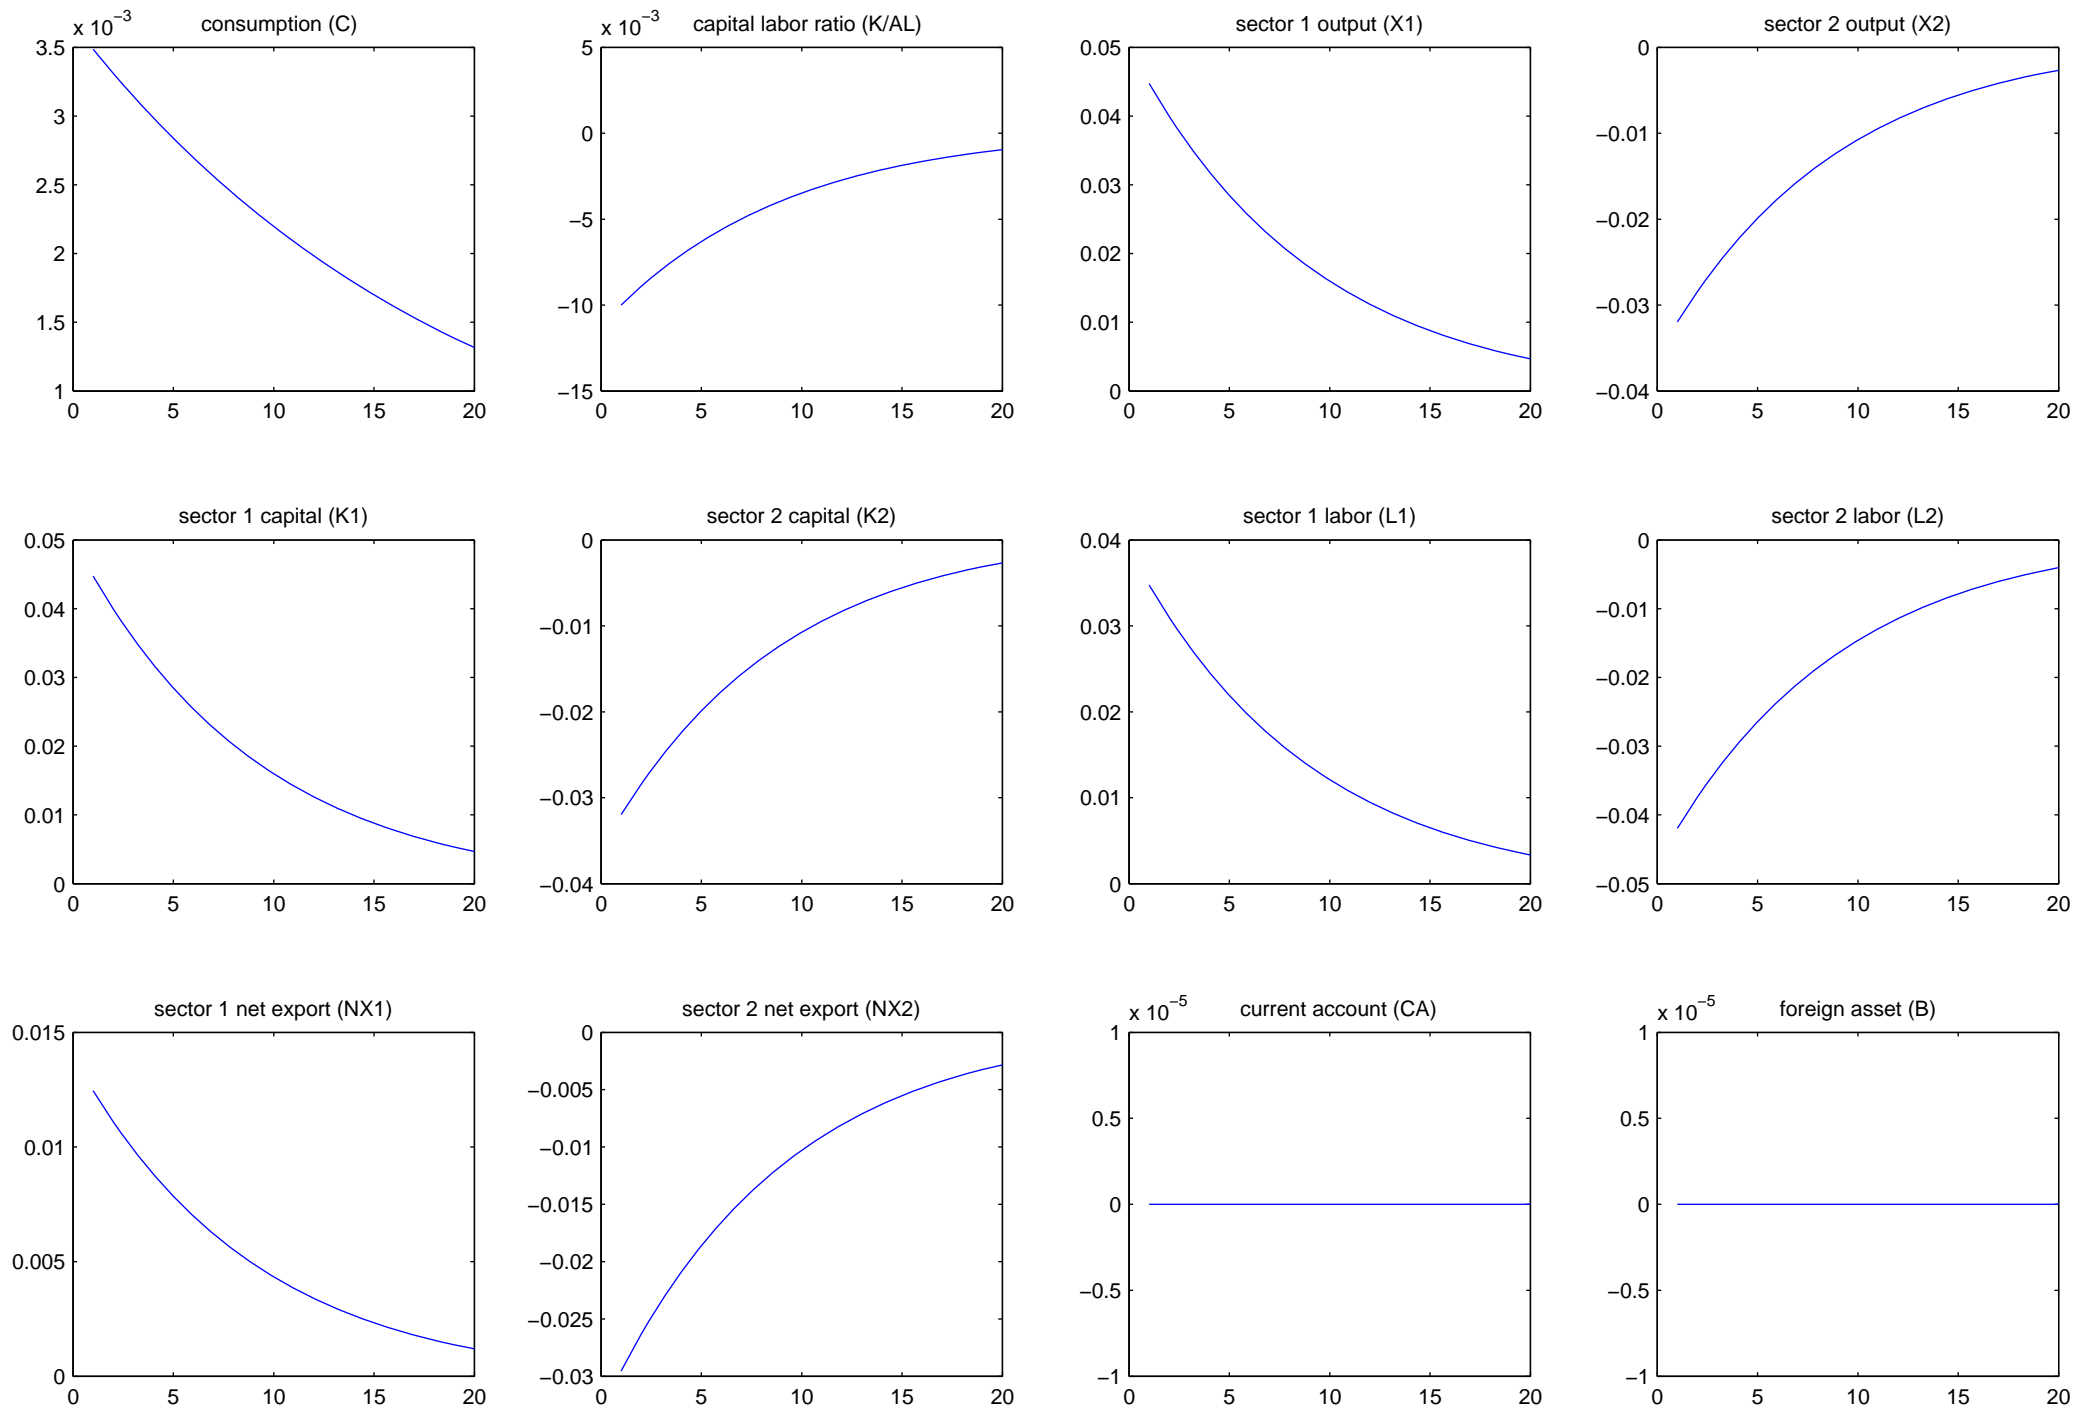 consumption (C)
x 10−3
3.5
3
2.5
2
1.5
1
0 5 10 15 20
capital labor ratio (K/AL)
x 10−3
5
0
−5
−10
−15
0 5 10 15 20
sector 1 output (X1)
0.05
0.04
0.03
0.02
0.01
0
0 5 10 15 20
sector 2 output (X2)
0
−0.01
−0.02
−0.03
−0.04
0 5 10 15 20
sector 1 capital (K1)
0.05
0.04
0.03
0.02
0.01
0
0 5 10 15 20
sector 2 capital (K2)
0
−0.01
−0.02
−0.03
−0.04
0 5 10 15 20
sector 1 labor (L1)
0.04
0.03
0.02
0.01
0
0 5 10 15 20
sector 2 labor (L2)
0
−0.01
−0.02
−0.03
−0.04
−0.05
0 5 10 15 20
sector 1 net export (NX1)
0.015
0.01
0.005
0
0 5 10 15 20
sector 2 net export (NX2)
0
−0.005
−0.01
−0.015
−0.02
−0.025
−0.03
0 5 10 15 20
current account (CA)
x 10−5
1
0.5
0
−0.5
−1
0 5 10 15 20
foreign asset (B)
x 10−5
1
0.5
0
−0.5
−1
0 5 10 15 20